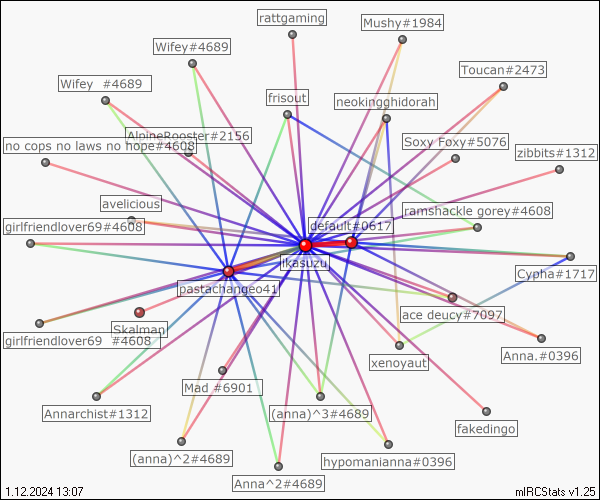 rattgaming
Mushy#1984
Wifey#4689
Toucan#2473
Wifey  #4689
frisout
neokingghidorah
AlpineRooster#2156
Soxy Foxy#5076
no cops no laws no hope#4608
zibbits#1312
avelicious
ramshackle gorey#4608
girlfriendlover69#4608
default#0617
ikasuzu
Cypha#1717
pastachangeo41
ace deucy#7097
Skalman
girlfriendlover69  #4608
xenoyaut
Anna.#0396
Mad #6901
Annarchist#1312
(anna)^3#4689
fakedingo
(anna)^2#4689
hypomanianna#0396
Anna^2#4689
1.12.2024 13:07
mIRCStats v1.25